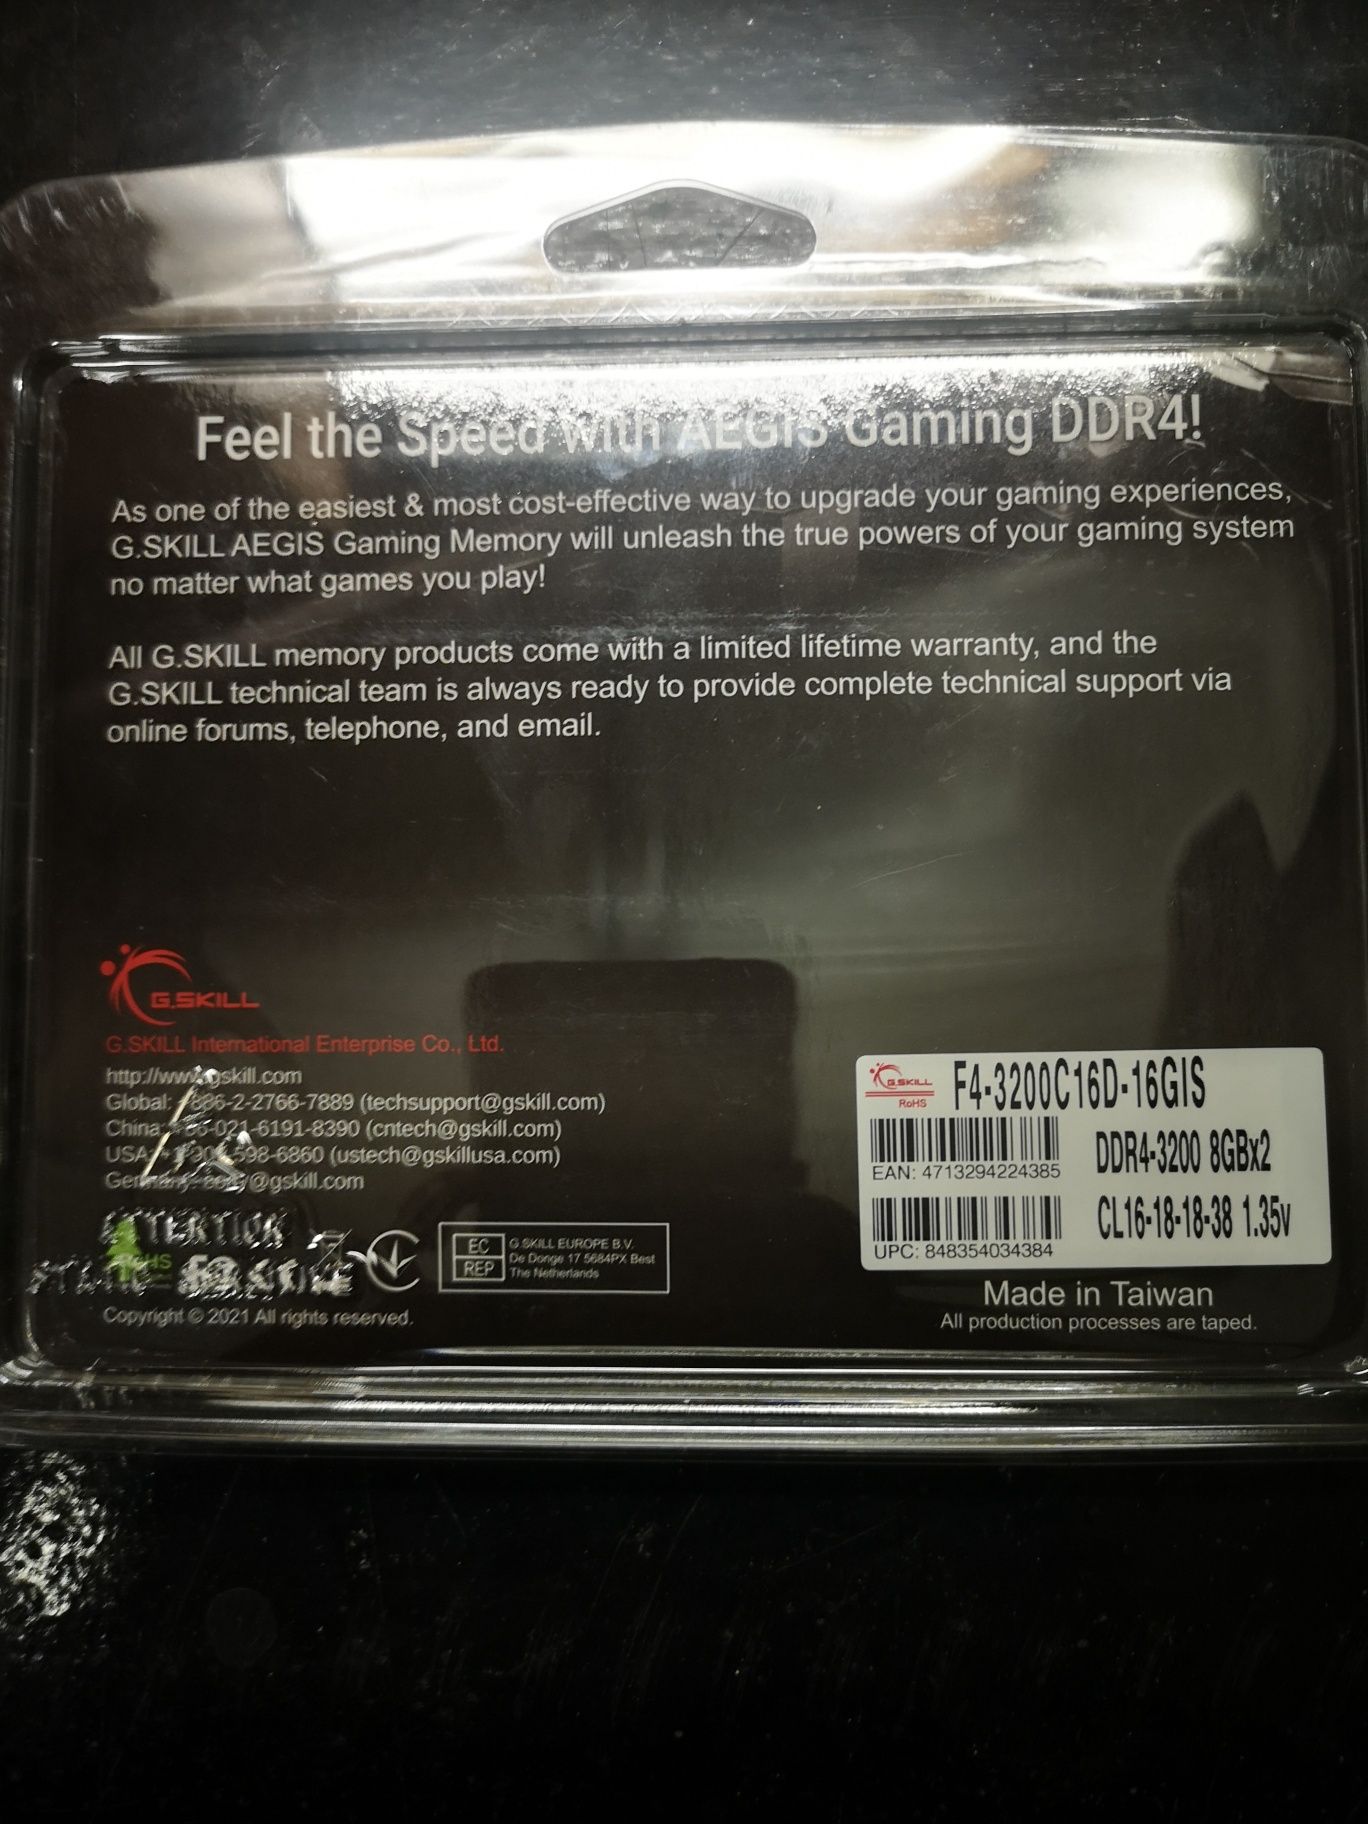 Feel the Speed with AEGIS Gaming DDR4!
As one of the easiest & most cost-effective way to upgrade your gaming experiences,
G.SKILL AEGIS Gaming Memory will unleash the true powers of your gaming system
no matter what games you play!
All G.SKILL memory products come with a limited lifetime warranty, and the
G.SKILL technical team is always ready to provide complete technical support via
online forums, telephone, and email.
G.SKILL
G.SKILL International Enterprise Co., Ltd.
http://www.gskill.com
Global: +886-2-2766-7889 (techsupport@gskill.com)
China: +86-021-6191-8390 (cntech@gskill.com)
USA: 598-6860 (ustech@gskillusa.com)
@gskill.com
ATTENTION
EC REP
G.SKILL EUROPE B.V.
De Donge 17 5684PX Best
The Netherlands
Copyright © 2021 All rights reserved.
G.SKILL
RoHS
F4-3200C16D-16GIS
EAN: 4713294224385
DDR4-3200 8GBx2
UPC: 848354034384
CL16-18-18-38 1.35v
Made in Taiwan
All production processes are taped.